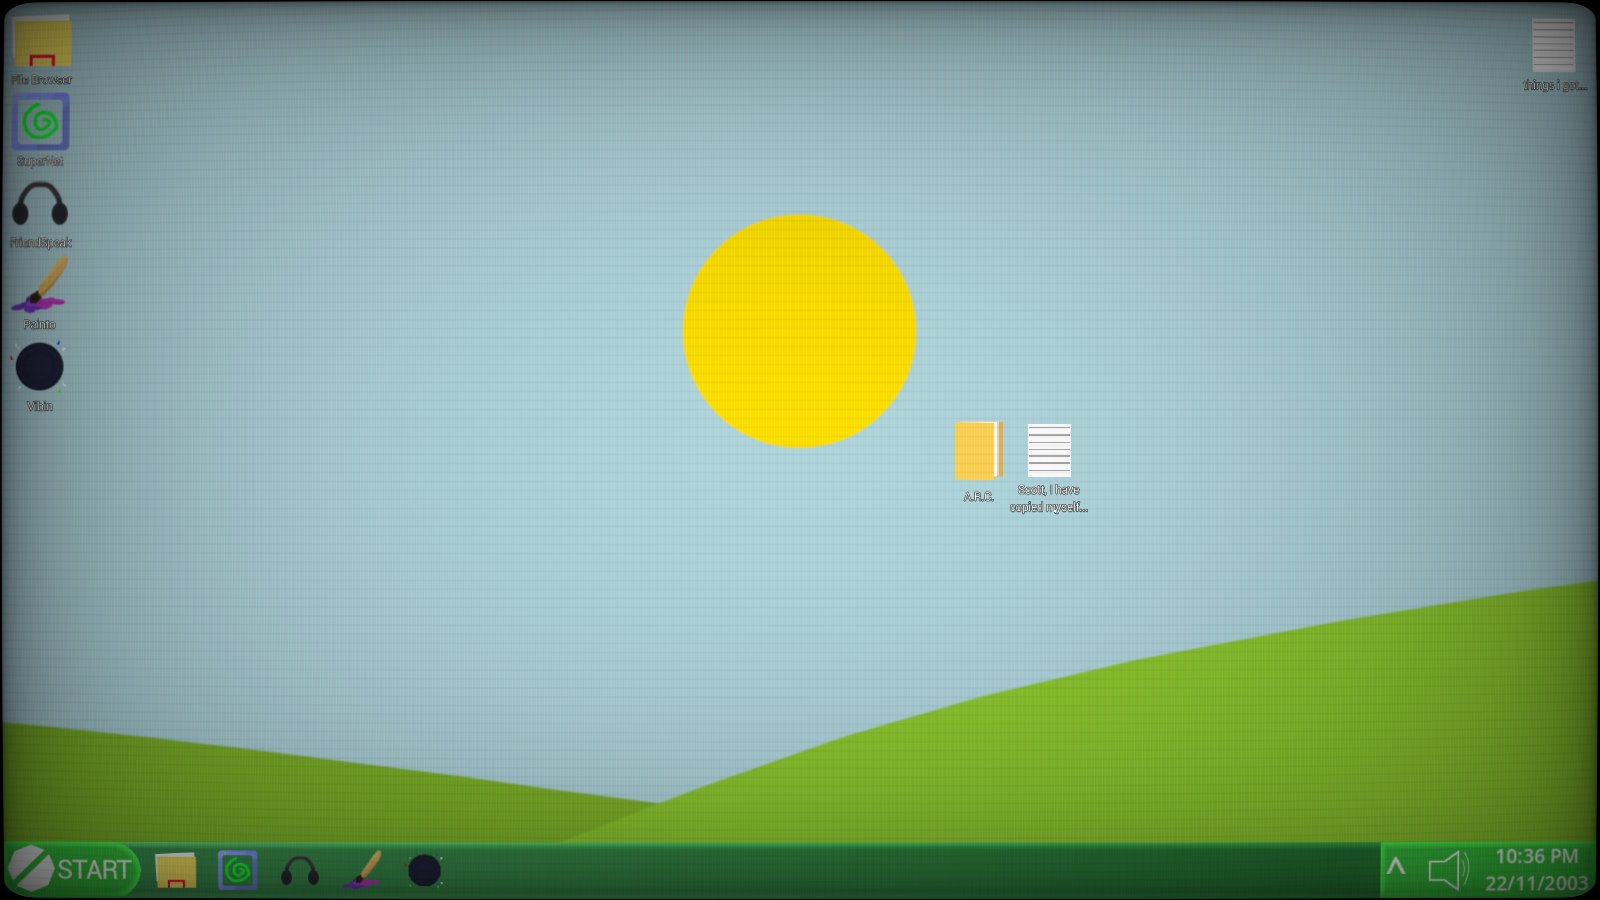 File Browser
SuperNet
FriendSpeak
Painto
Vibin
things i got...
A.R.C.
Scott, I have
copied myself...
START
10:36 PM
22/11/2003